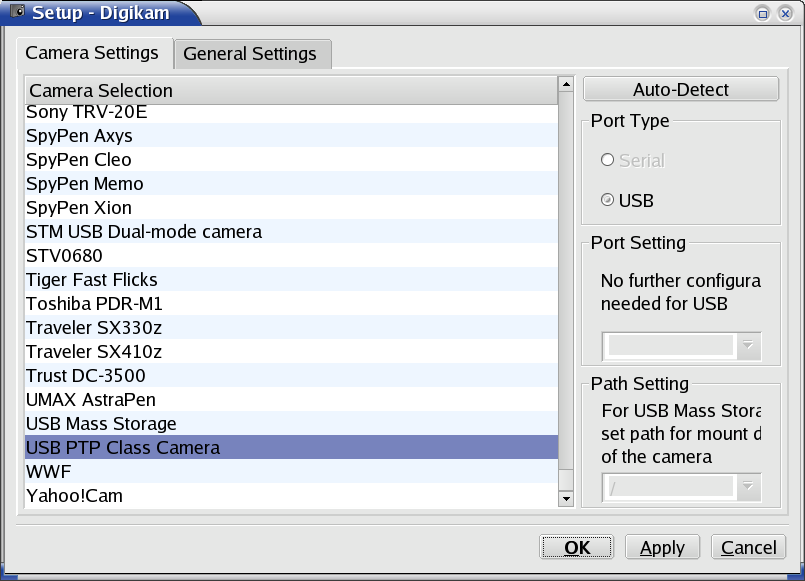 Setup - Digikam
Camera Settings
General Settings
Camera Selection
Sony TRV-20E
SpyPen Axys
SpyPen Cleo
SpyPen Memo
SpyPen Xion
STM USB Dual-mode camera
STV0680
Tiger Fast Flicks
Toshiba PDR-M1
Traveler SX330z
Traveler SX410z
Trust DC-3500
UMAX AstraPen
USB Mass Storage
USB PTP Class Camera
WWF
Yahoo!Cam
Auto-Detect
Port Type
Serial
USB
Port Setting
No further configura
needed for USB
Path Setting
For USB Mass Stora
set path for mount d
of the camera
/
OK
Apply
Cancel